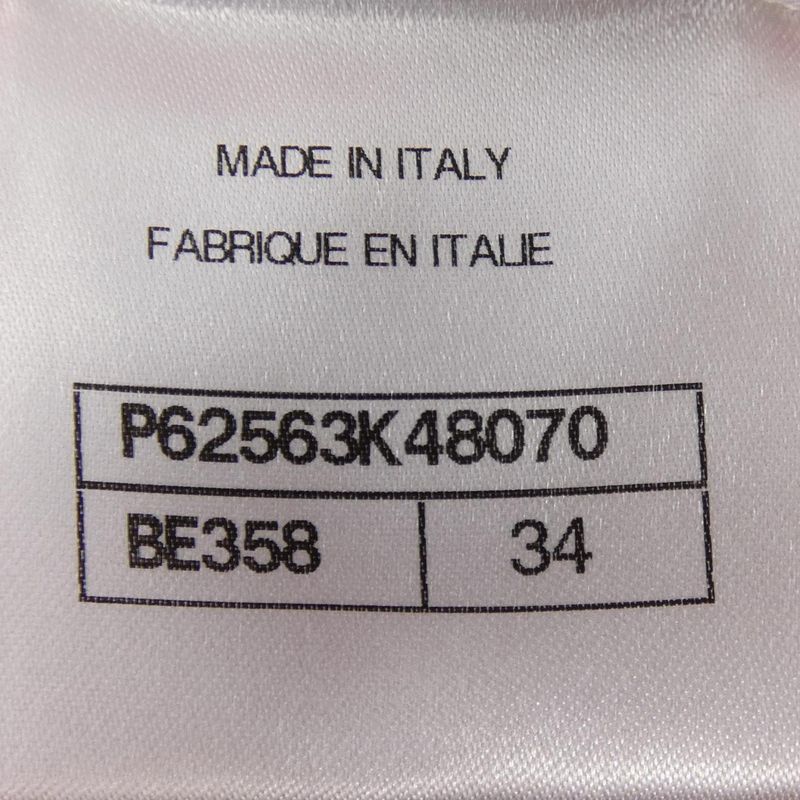 MADE IN ITALY
FABRIQUE EN ITALIE
P62563K48070
BE358 34